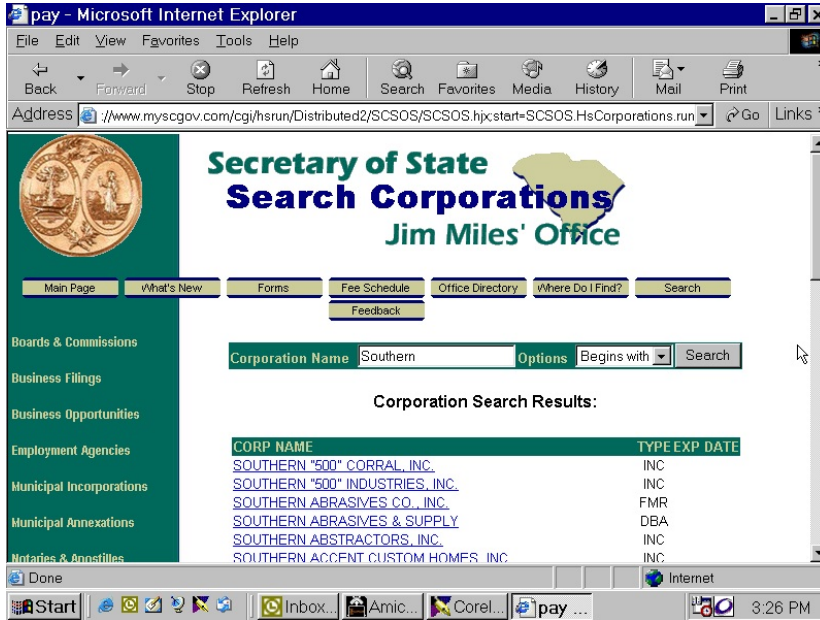 pay - Microsoft Internet Explorer
File Edit View Favorites Tools Help
Back Forward Stop Refresh Home Search Favorites Media History Mail Print
Address ://www.myscgov.com/cgi/hsrun/Distributed2/SCSOS/SCSOS.hjx;start=SCSOS.HsCorporations.run Go Links
Secretary of State
Search Corporations
Jim Miles' Office
Main Page What's New Forms Fee Schedule Office Directory Where Do I Find? Search
Feedback
Boards & Commissions
Corporation Name Southern Options Begins with Search
Business Filings
Corporation Search Results:
Business Opportunities
Employment Agencies
CORP NAME TYPE EXP DATE
SOUTHERN "500" CORRAL, INC. INC
SOUTHERN "500" INDUSTRIES, INC. INC
Municipal Incorporations
SOUTHERN ABRASIVES CO., INC. FMR
SOUTHERN ABRASIVES & SUPPLY DBA
Municipal Annexations
SOUTHERN ABSTRACTORS, INC. INC
SOUTHERN ACCENT CUSTOM HOMES, INC INC
Notaries & Apostilles
Done Internet
Start Inbox... Amic... Corel... pay ... 3:26 PM